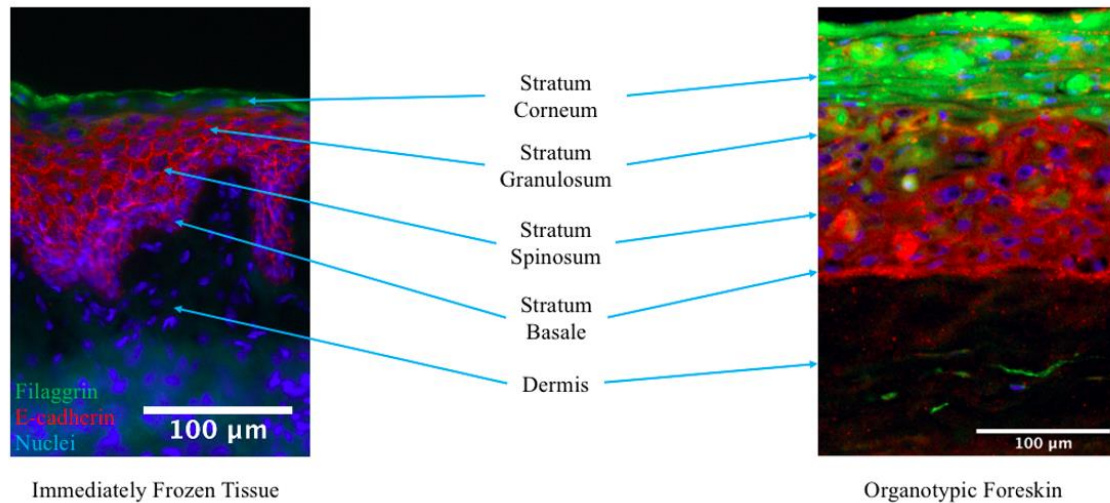 Stratum
Corneum
Stratum
Granulosum
Stratum
Spinosum
Stratum
Basale
Dermis
Filaggrin
E-cadherin
Nuclei
100 μm
100 μm
Immediately Frozen Tissue
Organotypic Foreskin